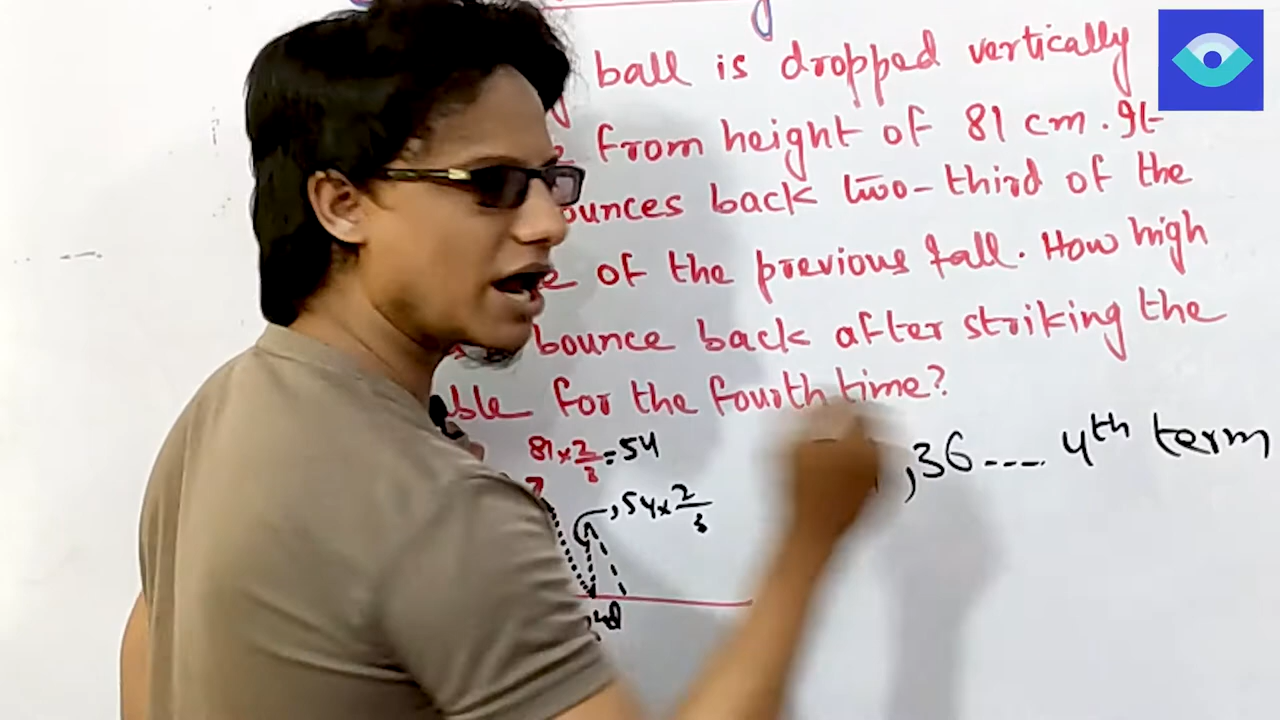 ball is dropped vertically
from height of 81 cm. It
bounces back two-third of the
of the previous fall. How high
bounce back after striking the
for the fourth time?
81 × 2/3 = 54
, 36 --- 4th term
, 54 × 2/3